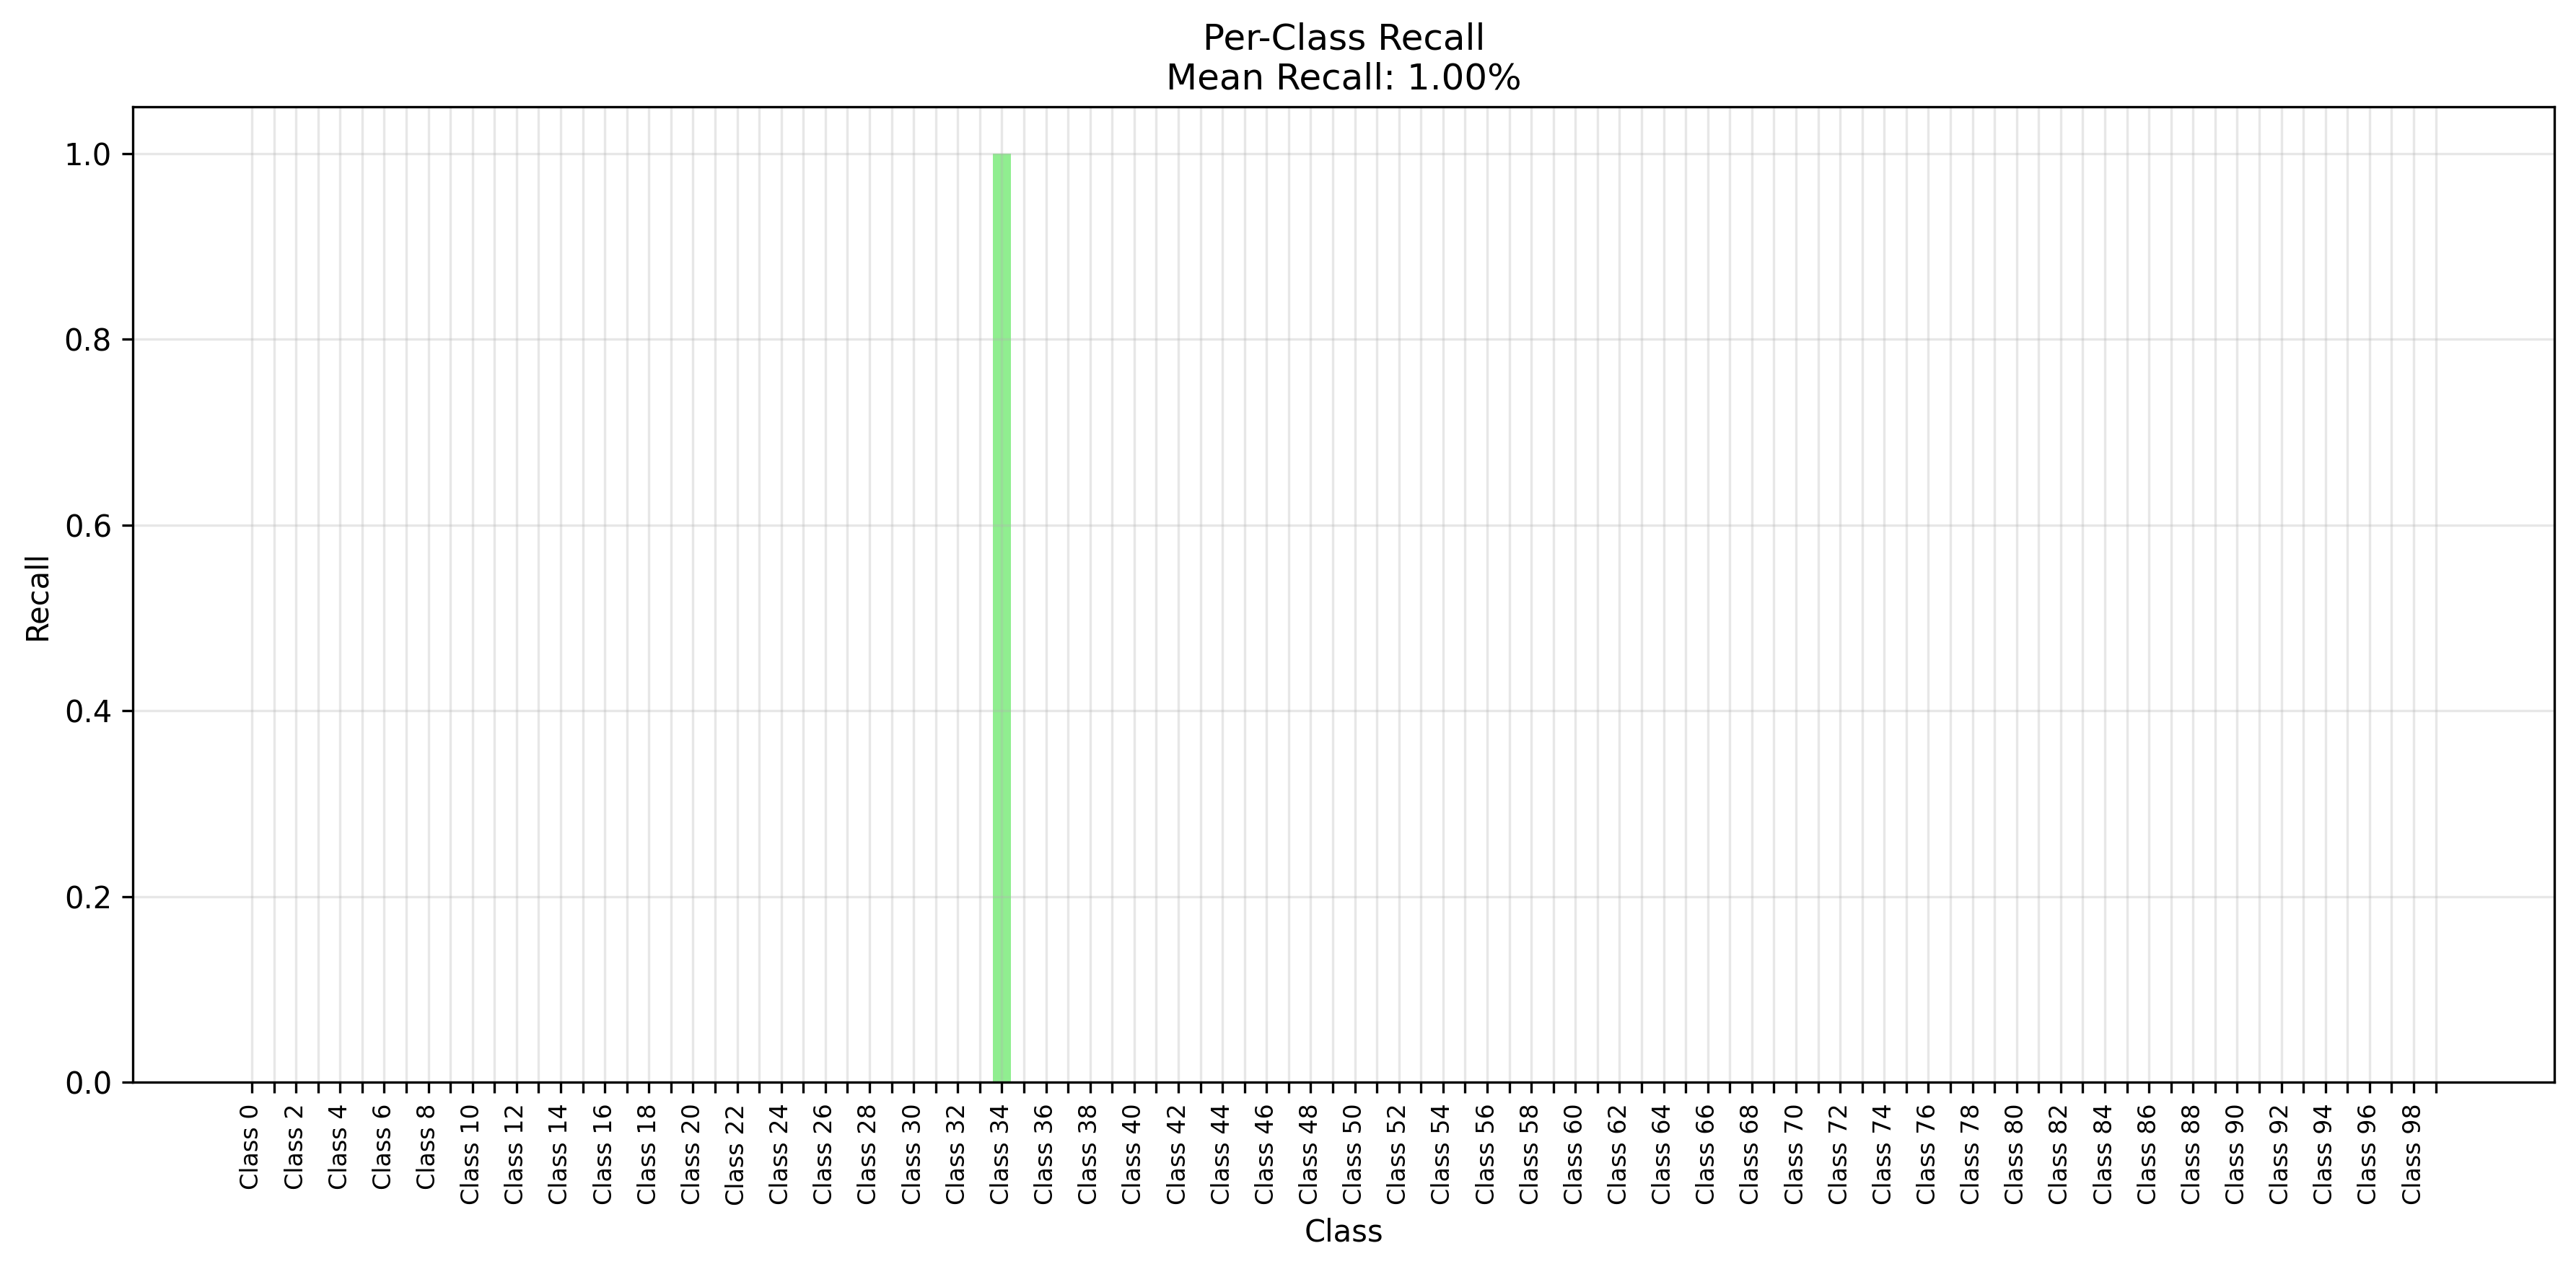 Per-Class Recall
Mean Recall: 1.00%
Recall
1.0
0.8
0.6
0.4
0.2
0.0
Class 0
Class 2
Class 4
Class 6
Class 8
Class 10
Class 12
Class 14
Class 16
Class 18
Class 20
Class 22
Class 24
Class 26
Class 28
Class 30
Class 32
Class 34
Class 36
Class 38
Class 40
Class 42
Class 44
Class 46
Class 48
Class 50
Class 52
Class 54
Class 56
Class 58
Class 60
Class 62
Class 64
Class 66
Class 68
Class 70
Class 72
Class 74
Class 76
Class 78
Class 80
Class 82
Class 84
Class 86
Class 88
Class 90
Class 92
Class 94
Class 96
Class 98
Class